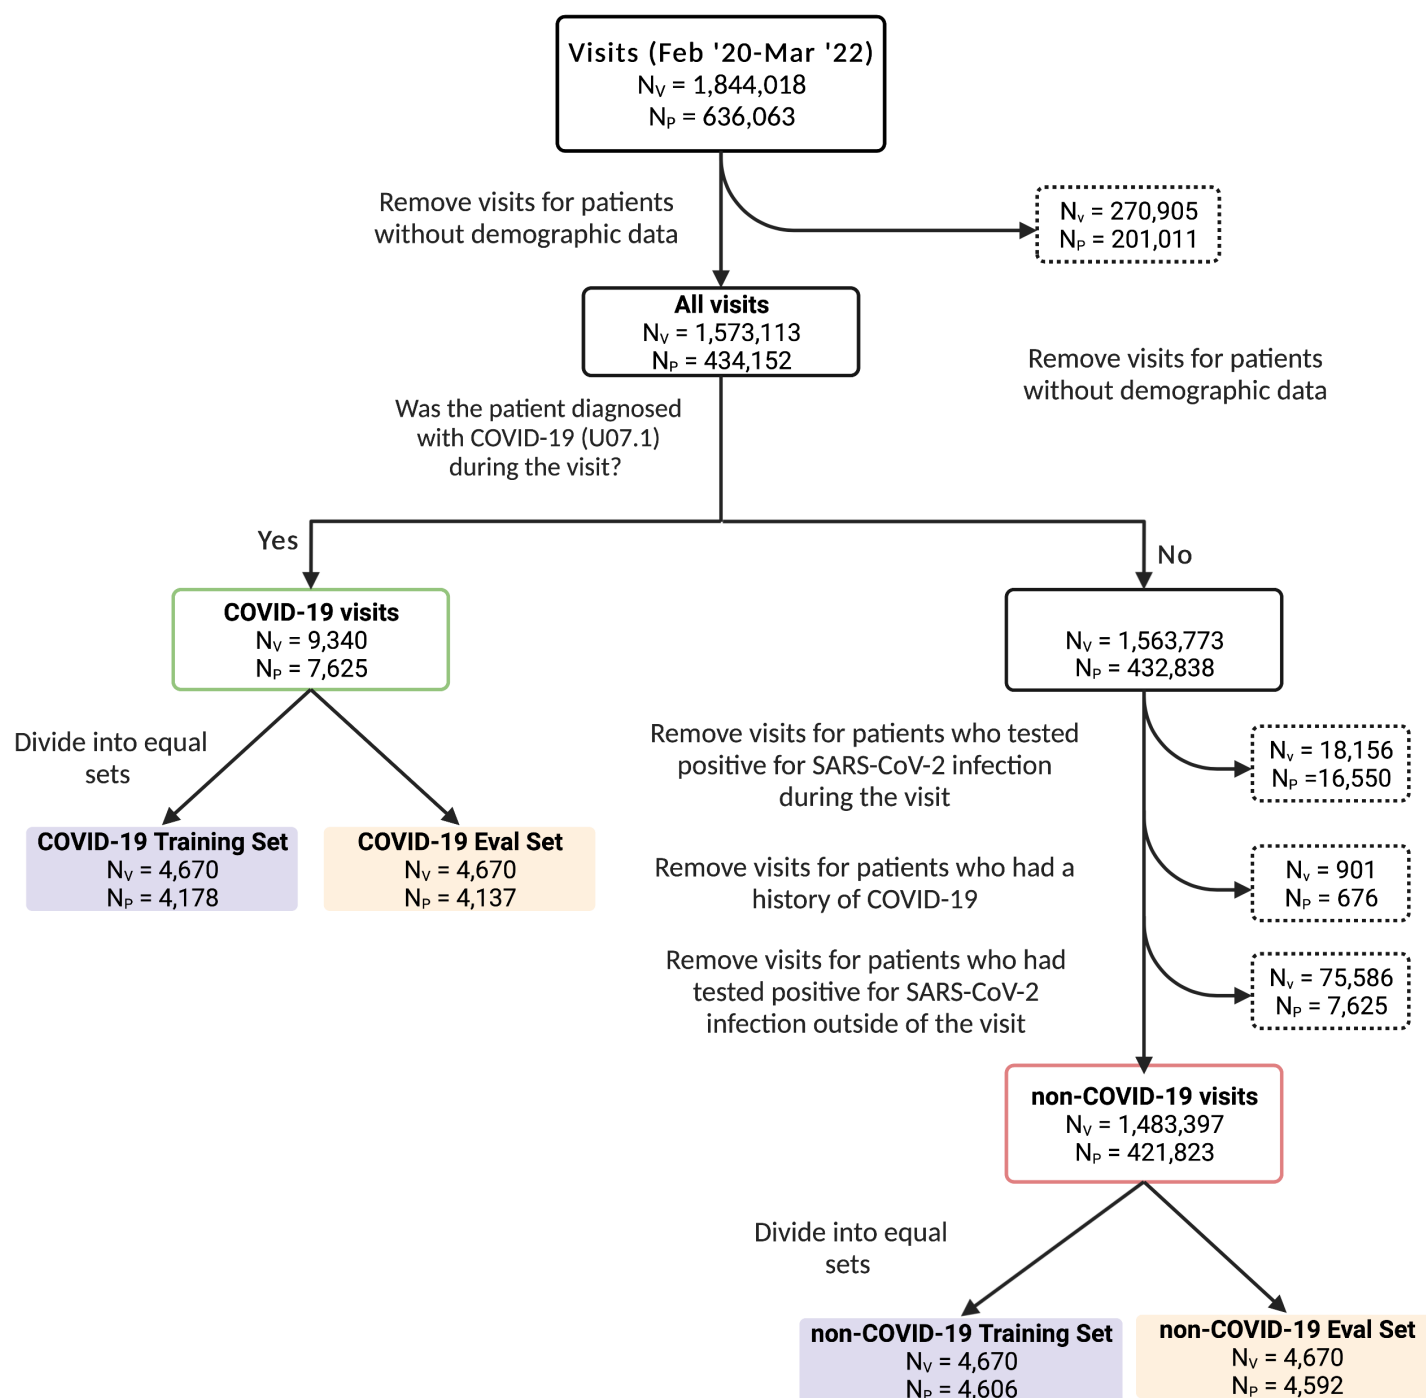 Visits (Feb '20-Mar '22)
Nᵥ = 1,844,018
Nₚ = 636,063
Remove visits for patients
without demographic data
Nᵥ = 270,905
Nₚ = 201,011
All visits
Nᵥ = 1,573,113
Nₚ = 434,152
Remove visits for patients
without demographic data
Was the patient diagnosed
with COVID-19 (U07.1)
during the visit?
Yes
No
COVID-19 visits
Nᵥ = 9,340
Nₚ = 7,625
Nᵥ = 1,563,773
Nₚ = 432,838
Divide into equal
sets
COVID-19 Training Set
Nᵥ = 4,670
Nₚ = 4,178
COVID-19 Eval Set
Nᵥ = 4,670
Nₚ = 4,137
Remove visits for patients who tested
positive for SARS-CoV-2 infection
during the visit
Nᵥ = 18,156
Nₚ =16,550
Remove visits for patients who had a
history of COVID-19
Nᵥ = 901
Nₚ = 676
Remove visits for patients who had
tested positive for SARS-CoV-2
infection outside of the visit
Nᵥ = 75,586
Nₚ = 7,625
non-COVID-19 visits
Nᵥ = 1,483,397
Nₚ = 421,823
Divide into equal
sets
non-COVID-19 Training Set
Nᵥ = 4,670
Nₚ = 4,606
non-COVID-19 Eval Set
Nᵥ = 4,670
Nₚ = 4,592